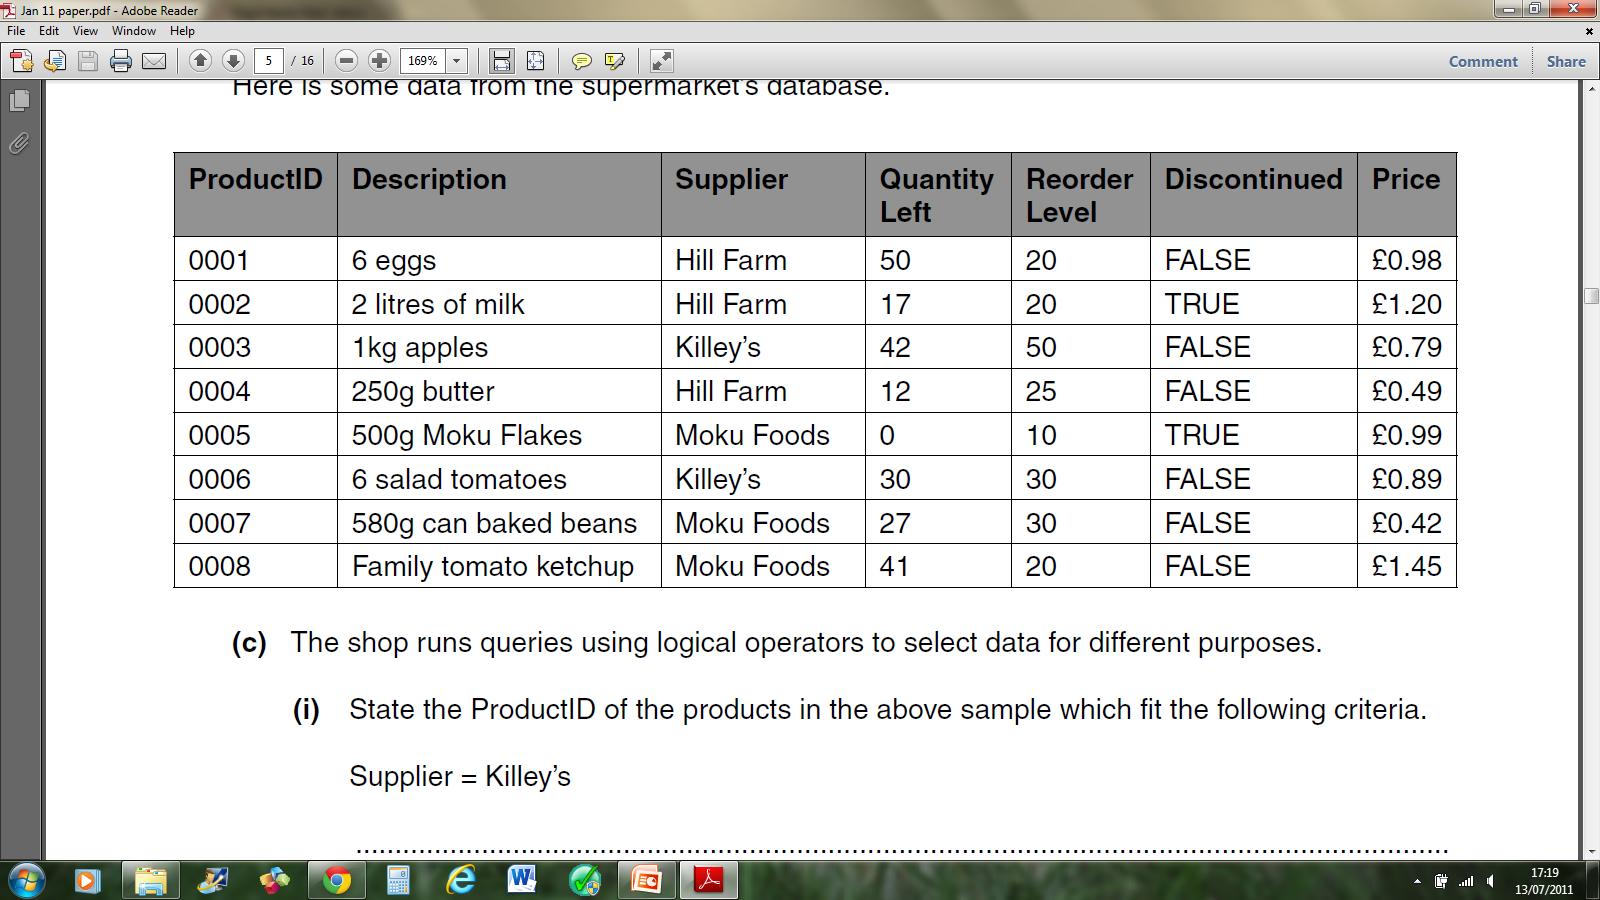 Jan 11 paper.pdf - Adobe Reader
File Edit View Window Help
5 / 16 169% Comment Share
Here is some data from the supermarket's database.
ProductID Description Supplier Quantity Left Reorder Level Discontinued Price
0001 6 eggs Hill Farm 50 20 FALSE £0.98
0002 2 litres of milk Hill Farm 17 20 TRUE £1.20
0003 1kg apples Killey’s 42 50 FALSE £0.79
0004 250g butter Hill Farm 12 25 FALSE £0.49
0005 500g Moku Flakes Moku Foods 0 10 TRUE £0.99
0006 6 salad tomatoes Killey’s 30 30 FALSE £0.89
0007 580g can baked beans Moku Foods 27 30 FALSE £0.42
0008 Family tomato ketchup Moku Foods 41 20 FALSE £1.45
(c) The shop runs queries using logical operators to select data for different purposes.
(i) State the ProductID of the products in the above sample which fit the following criteria.
Supplier = Killey’s
17:19
13/07/2011